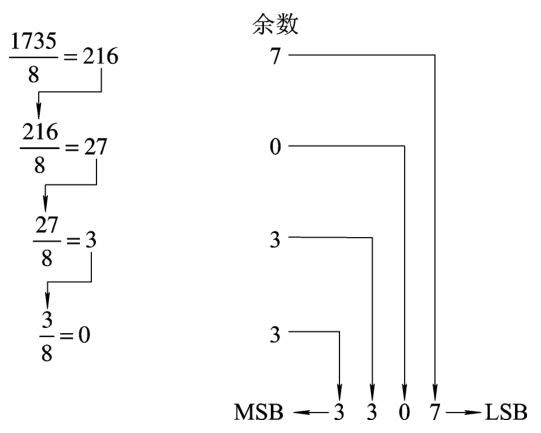 余数
1735/8 = 216 7
216/8 = 27 0
27/8 = 3 3
3/8 = 0 3
MSB ← 3 3 0 7 → LSB